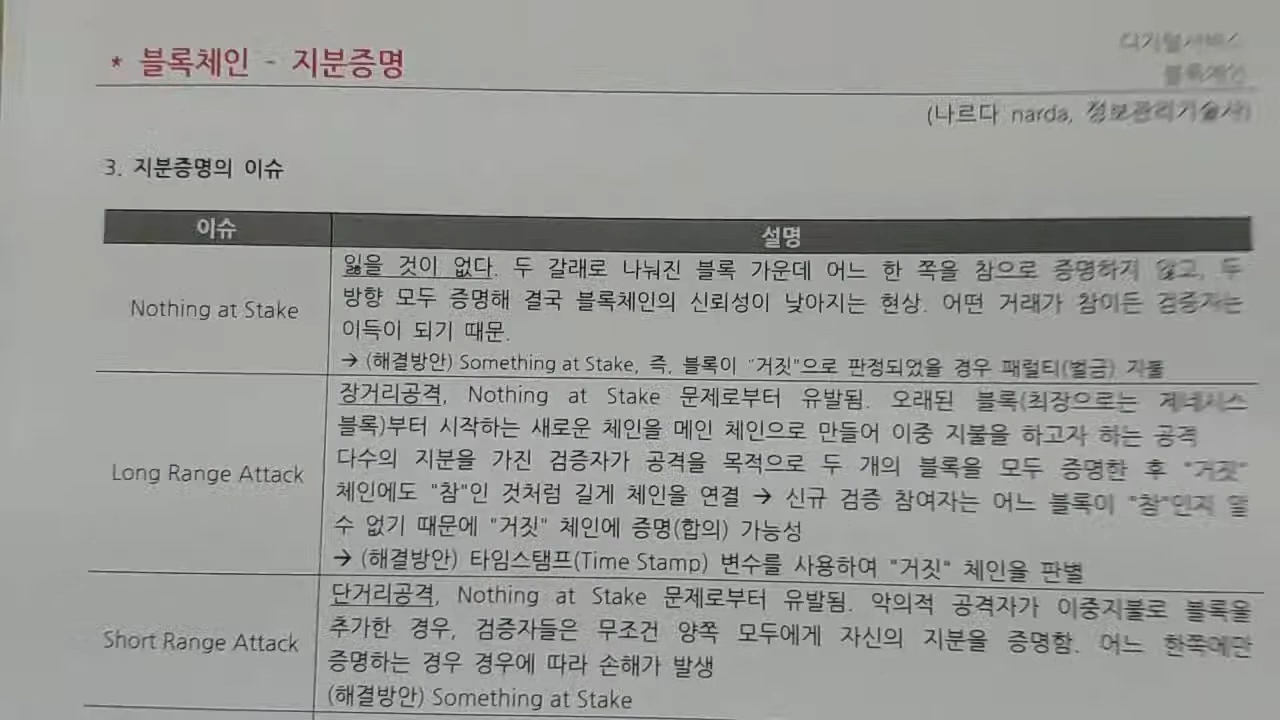 * 블록체인 - 지분증명
디지털서비스
블록체인
(나르다 narda, 정보관리기술사)
3. 지분증명의 이슈
이슈
설명
Nothing at Stake
잃을 것이 없다. 두 갈래로 나눠진 블록 가운데 어느 한 쪽을 참으로 증명하지 않고, 두
방향 모두 증명해 결국 블록체인의 신뢰성이 낮아지는 현상. 어떤 거래가 참이든 검증자는
이득이 되기 때문.
→ (해결방안) Something at Stake, 즉, 블록이 "거짓"으로 판정되었을 경우 패널티(벌금) 지불
Long Range Attack
장거리공격, Nothing at Stake 문제로부터 유발됨. 오래된 블록(최장으로는 제네시스
블록)부터 시작하는 새로운 체인을 메인 체인으로 만들어 이중 지불을 하고자 하는 공격
다수의 지분을 가진 검증자가 공격을 목적으로 두 개의 블록을 모두 증명한 후 "거짓"
체인에도 "참"인 것처럼 길게 체인을 연결 → 신규 검증 참여자는 어느 블록이 "참"인지 알
수 없기 때문에 "거짓" 체인에 증명(합의) 가능성
→ (해결방안) 타임스탬프(Time Stamp) 변수를 사용하여 "거짓" 체인을 판별
Short Range Attack
단거리공격, Nothing at Stake 문제로부터 유발됨. 악의적 공격자가 이중지불로 블록을
추가한 경우, 검증자들은 무조건 양쪽 모두에게 자신의 지분을 증명함. 어느 한쪽에만
증명하는 경우 경우에 따라 손해가 발생
(해결방안) Something at Stake